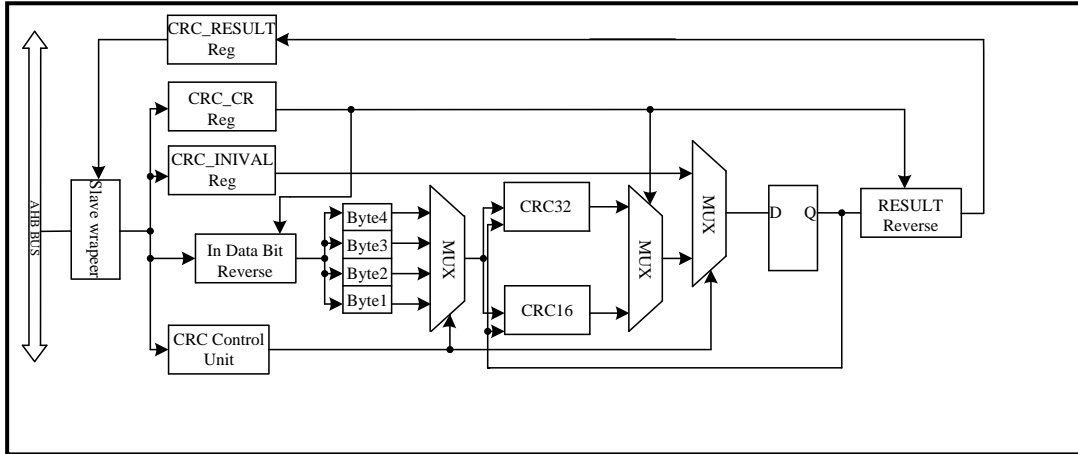 CRC_RESULT
Reg
CRC_CR
Reg
CRC_INIVAL
Reg
AHB BUS
Slave wrapeer
In Data Bit
Reverse
CRC Control
Unit
Byte4
Byte3
Byte2
Byte1
MUX
CRC32
CRC16
MUX
MUX
D
Q
RESULT
Reverse